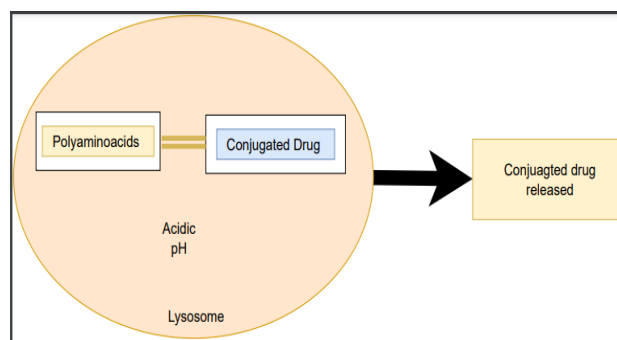 Polyaminoacids
Conjugated Drug
Conjuagted drug
released
Acidic
pH
Lysosome